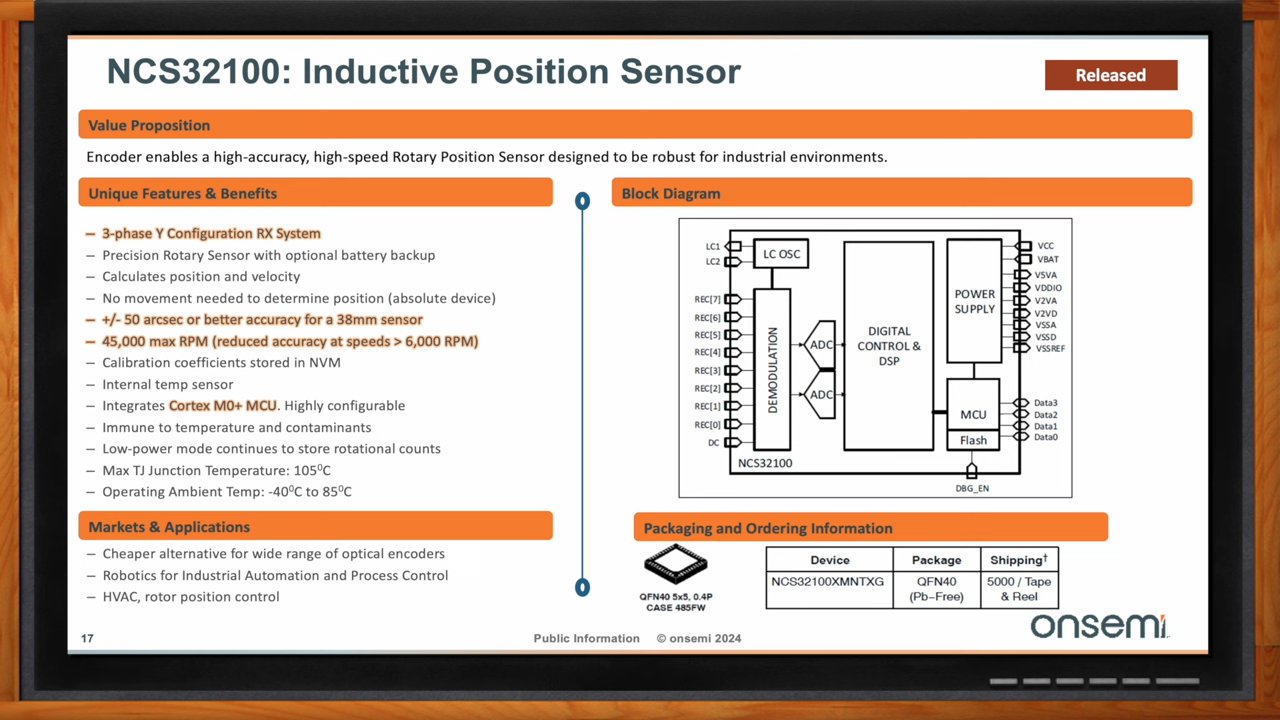 NCS32100: Inductive Position Sensor
Released
Value Proposition
Encoder enables a high-accuracy, high-speed Rotary Position Sensor designed to be robust for industrial environments.
Unique Features & Benefits
– 3-phase Y Configuration RX System
– Precision Rotary Sensor with optional battery backup
– Calculates position and velocity
– No movement needed to determine position (absolute device)
– +/- 50 arcsec or better accuracy for a 38mm sensor
– 45,000 max RPM (reduced accuracy at speeds > 6,000 RPM)
– Calibration coefficients stored in NVM
– Internal temp sensor
– Integrates Cortex M0+ MCU. Highly configurable
– Immune to temperature and contaminants
– Low-power mode continues to store rotational counts
– Max TJ Junction Temperature: 105⁰C
– Operating Ambient Temp: -40⁰C to 85⁰C
Markets & Applications
– Cheaper alternative for wide range of optical encoders
– Robotics for Industrial Automation and Process Control
– HVAC, rotor position control
Block Diagram
LC1
LC2
REC[7]
REC[6]
REC[5]
REC[4]
REC[3]
REC[2]
REC[1]
REC[0]
DC
LC OSC
DEMODULATION
ADC
ADC
DIGITAL
CONTROL &
DSP
POWER
SUPPLY
MCU
Flash
VCC
VBAT
V5VA
VDDIO
V2VA
V2VD
VSSA
VSSD
VSSREF
Data3
Data2
Data1
Data0
NCS32100
DBG_EN
Packaging and Ordering Information
QFN40 5x5, 0.4P
CASE 485FW
Device Package Shipping†
NCS32100XMNTXG QFN40 5000 / Tape
(Pb−Free) & Reel
onsemi
17
Public Information © onsemi 2024